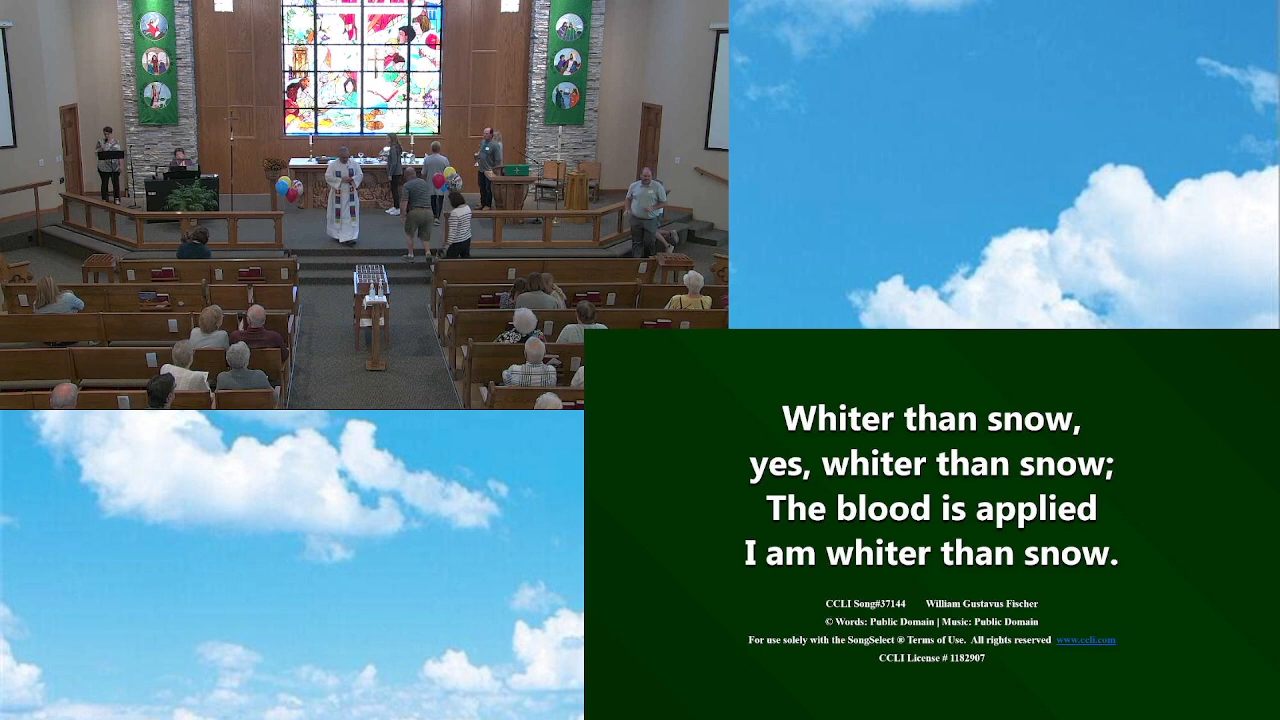 Whiter than snow,
yes, whiter than snow;
The blood is applied
I am whiter than snow.
CCLI Song#37144 William Gustavus Fischer
© Words: Public Domain | Music: Public Domain
For use solely with the SongSelect ® Terms of Use. All rights reserved www.ccli.com
CCLI License # 1182907